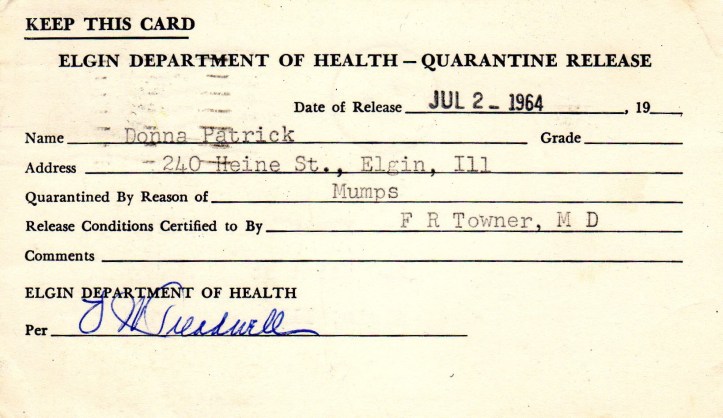 KEEP THIS CARD
ELGIN DEPARTMENT OF HEALTH — QUARANTINE RELEASE
Date of Release JUL 2 - 1964, 19
Name Donna Patrick Grade
Address 240 Heine St., Elgin, Ill
Quarantined By Reason of Mumps
Release Conditions Certified to By F R Towner, M D
Comments
ELGIN DEPARTMENT OF HEALTH
Per Treadwell